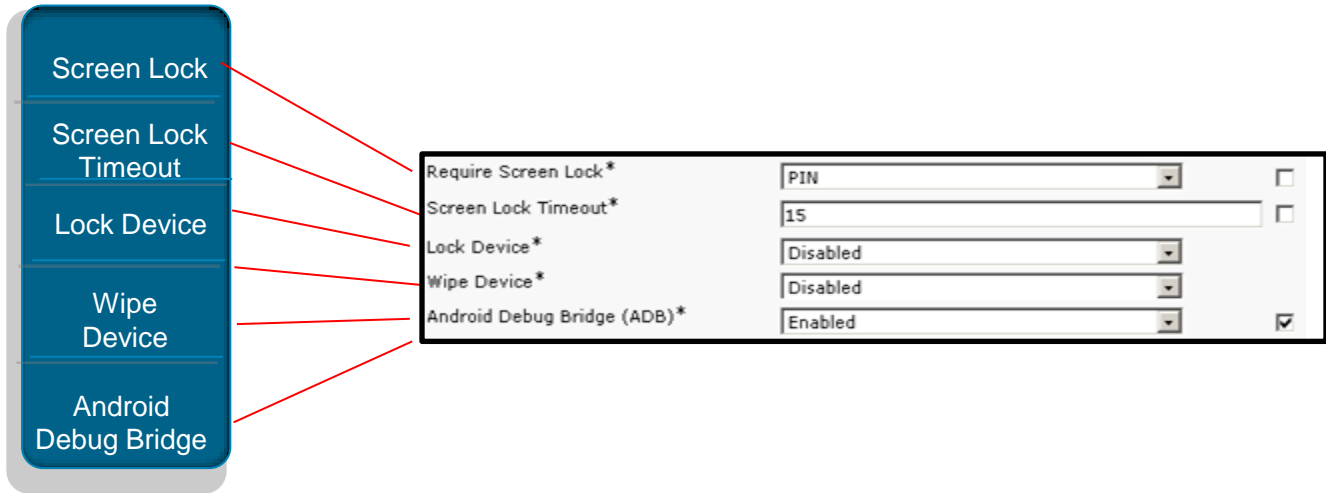 Screen Lock
Screen Lock
Timeout
Lock Device
Wipe
Device
Android
Debug Bridge
Require Screen Lock* PIN
Screen Lock Timeout* 15
Lock Device* Disabled
Wipe Device* Disabled
Android Debug Bridge (ADB)* Enabled